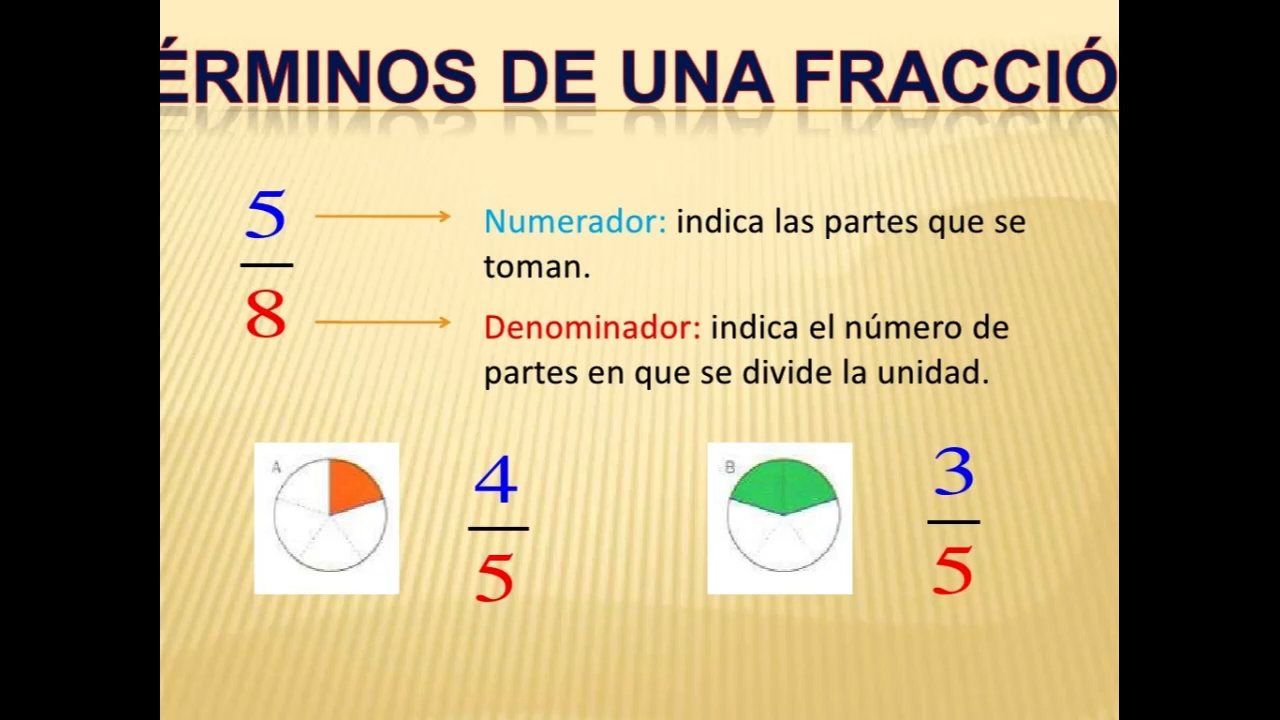 ÉRMINOS DE UNA FRACCIÓ
5
8
Numerador: indica las partes que se
toman.
Denominador: indica el número de
partes en que se divide la unidad.
A
4
5
B
3
5